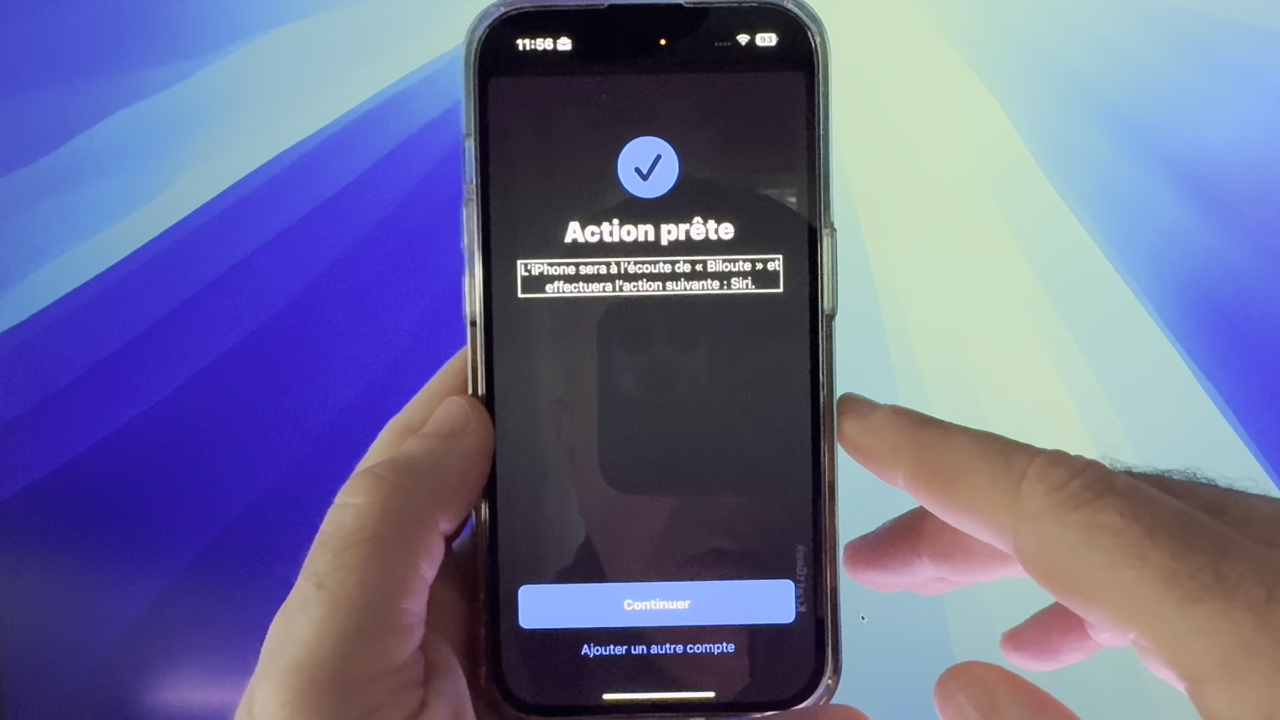 11:56
93
Action prête
L'iPhone sera à l'écoute de « Biloute » et
effectuera l'action suivante : Siri.
Continuer
Ajouter un autre compte